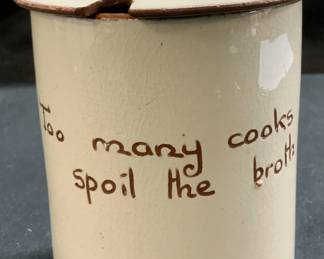 Too many cooks
spoil the broth